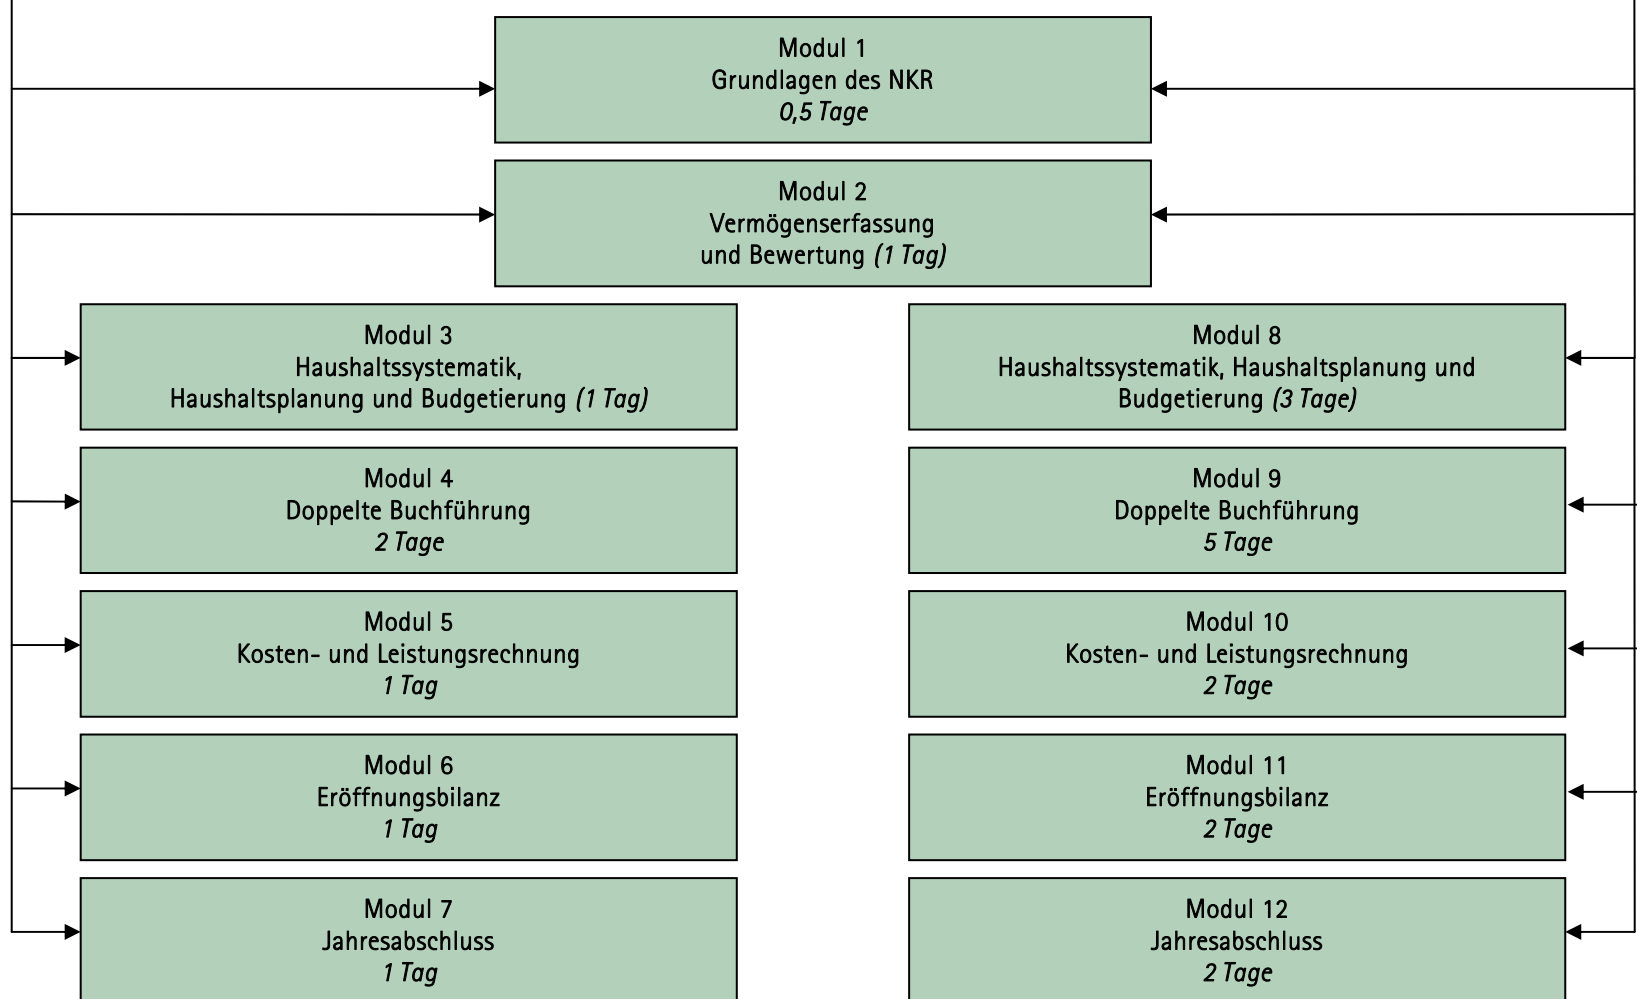 Modul 1
Grundlagen des NKR
0,5 Tage
Modul 2
Vermögenserfassung
und Bewertung (1 Tag)
Modul 3
Haushaltssystematik,
Haushaltsplanung und Budgetierung (1 Tag)
Modul 8
Haushaltssystematik, Haushaltsplanung und
Budgetierung (3 Tage)
Modul 4
Doppelte Buchführung
2 Tage
Modul 9
Doppelte Buchführung
5 Tage
Modul 5
Kosten- und Leistungsrechnung
1 Tag
Modul 10
Kosten- und Leistungsrechnung
2 Tage
Modul 6
Eröffnungsbilanz
1 Tag
Modul 11
Eröffnungsbilanz
2 Tage
Modul 7
Jahresabschluss
1 Tag
Modul 12
Jahresabschluss
2 Tage